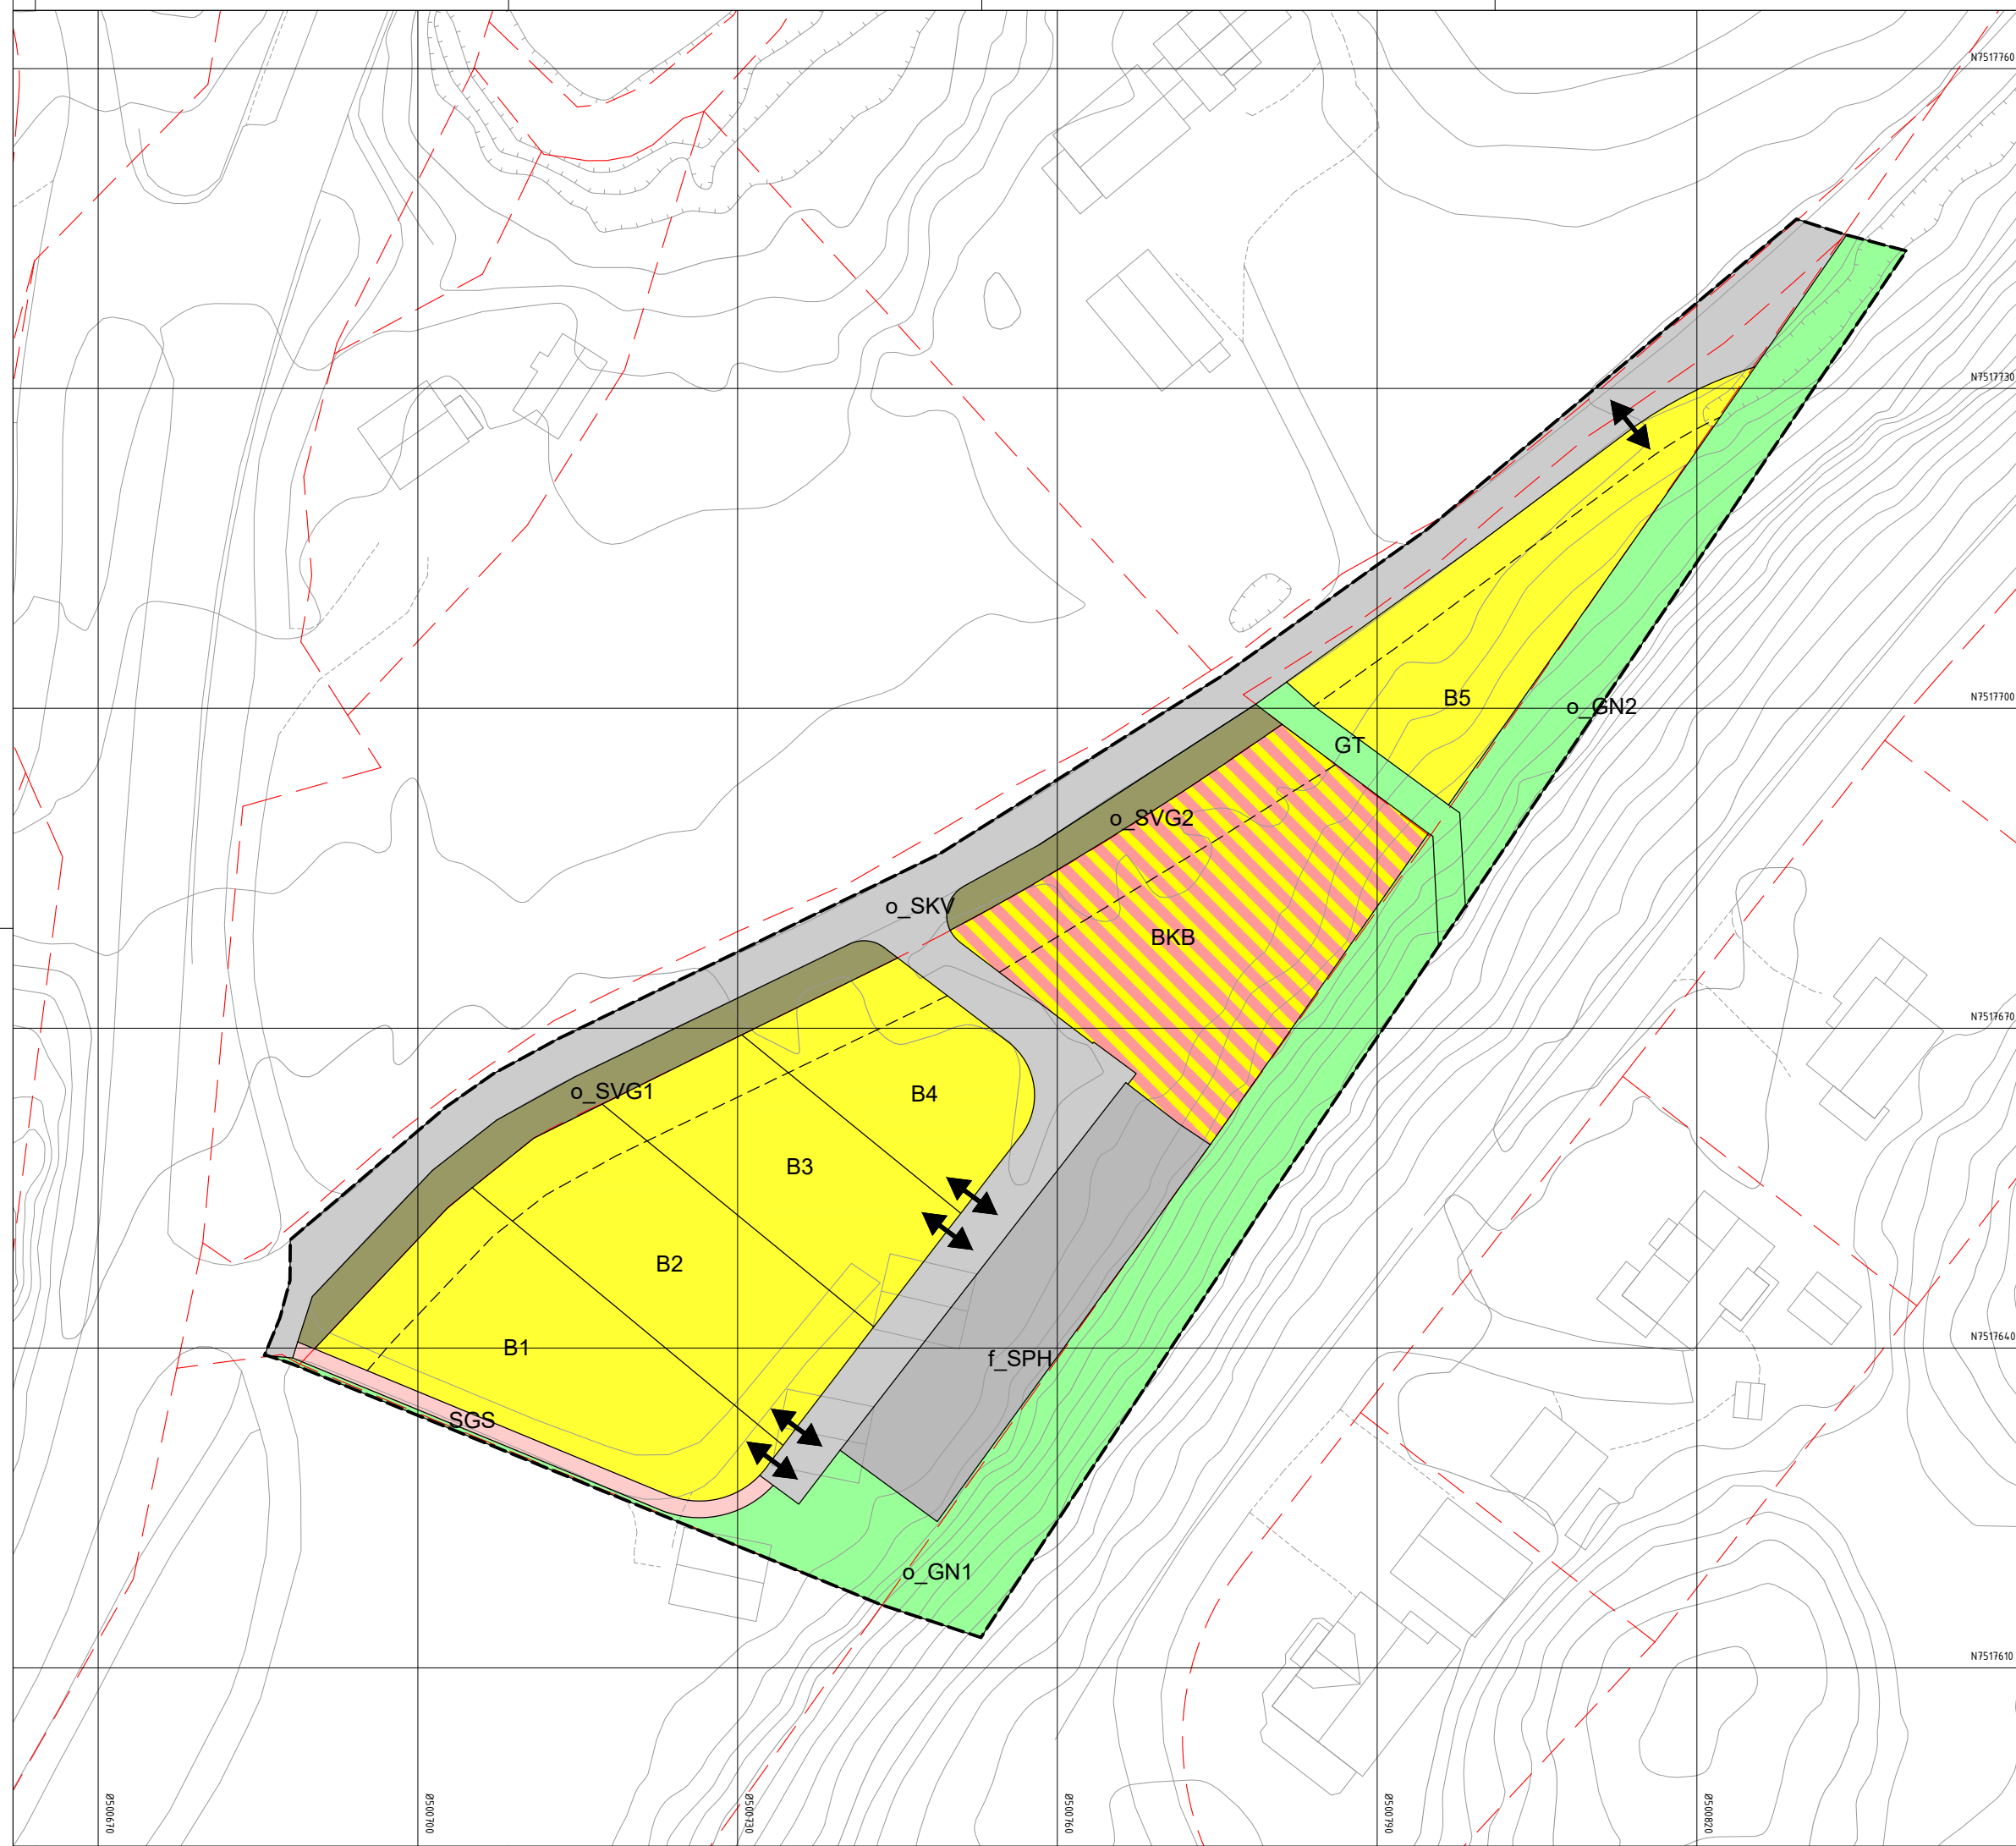 N7517760
N7517730
B5
N7517700
o_GN2
GT
o_SVG2
o_SKV
BKB
N7517670
o_SVG1
B4
B3
B2
N7517640
B1
f_SPH
SGS
o_GN1
N7517610
Ø500670
Ø500700
Ø500730
Ø500760
Ø500790
Ø500820